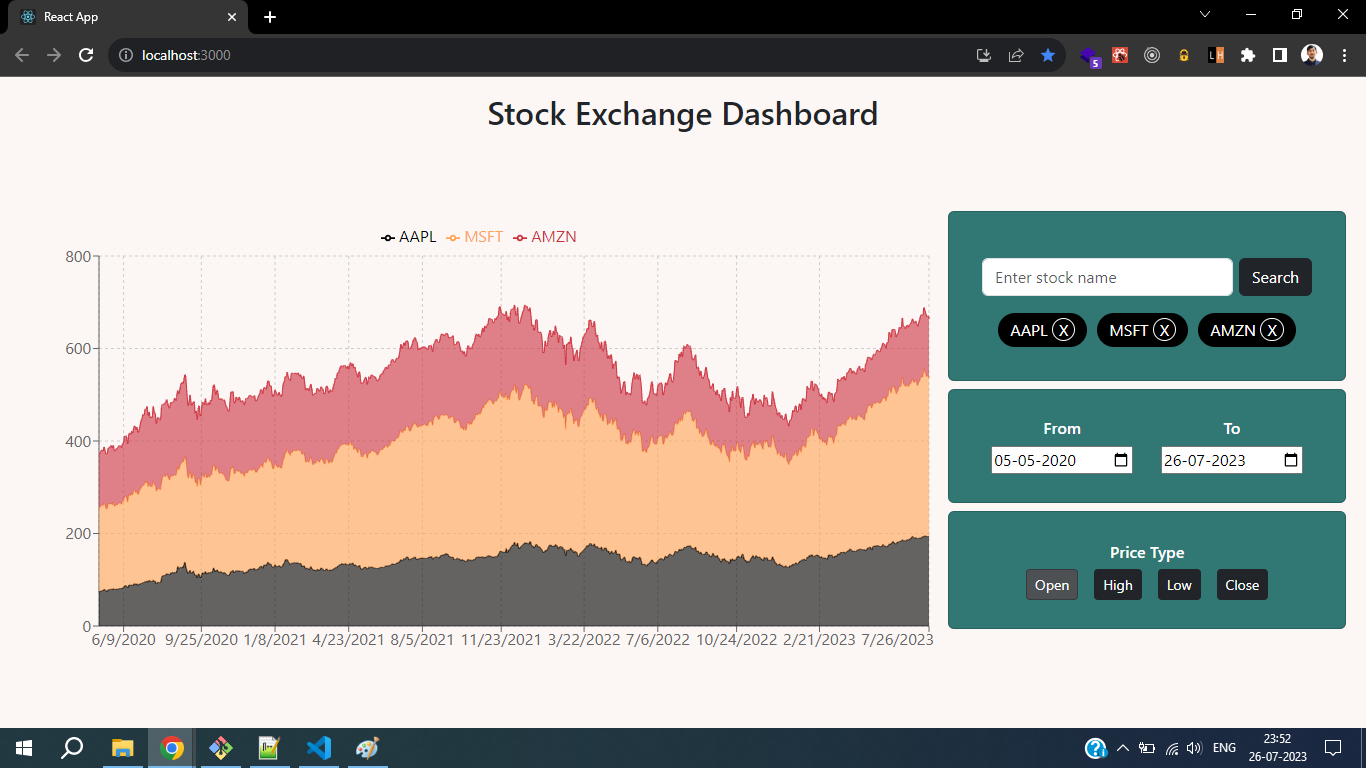 React App
localhost:3000
5
L H
Stock Exchange Dashboard
AAPL MSFT AMZN
800
600
400
200
0
6/9/2020 9/25/2020 1/8/2021 4/23/2021 8/5/2021 11/23/2021 3/22/2022 7/6/2022 10/24/2022 2/21/2023 7/26/2023
Enter stock name Search
AAPL X MSFT X AMZN X
From To
05-05-2020 26-07-2023
Price Type
Open High Low Close
ENG 23:52
26-07-2023